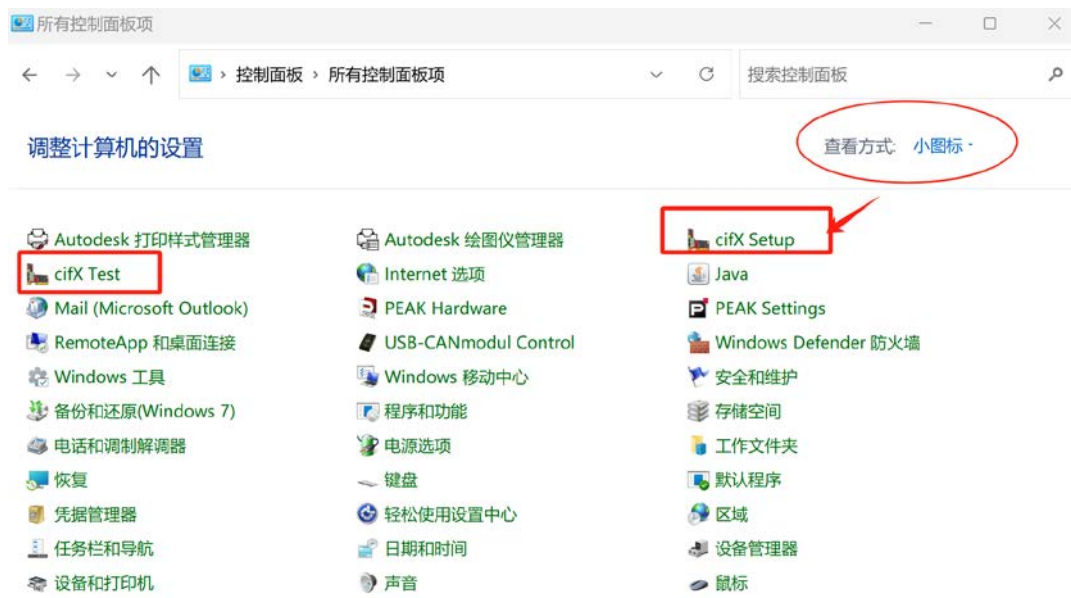 所有控制面板项
控制面板 › 所有控制面板项 搜索控制面板
调整计算机的设置 查看方式: 小图标
Autodesk 打印样式管理器 Autodesk 绘图仪管理器 cifX Setup
cifX Test Internet 选项 Java
Mail (Microsoft Outlook) PEAK Hardware PEAK Settings
RemoteApp 和桌面连接 USB-CANmodul Control Windows Defender 防火墙
Windows 工具 Windows 移动中心 安全和维护
备份和还原(Windows 7) 程序和功能 存储空间
电话和调制解调器 电源选项 工作文件夹
恢复 键盘 默认程序
凭据管理器 轻松使用设置中心 区域
任务栏和导航 日期和时间 设备管理器
设备和打印机 声音 鼠标